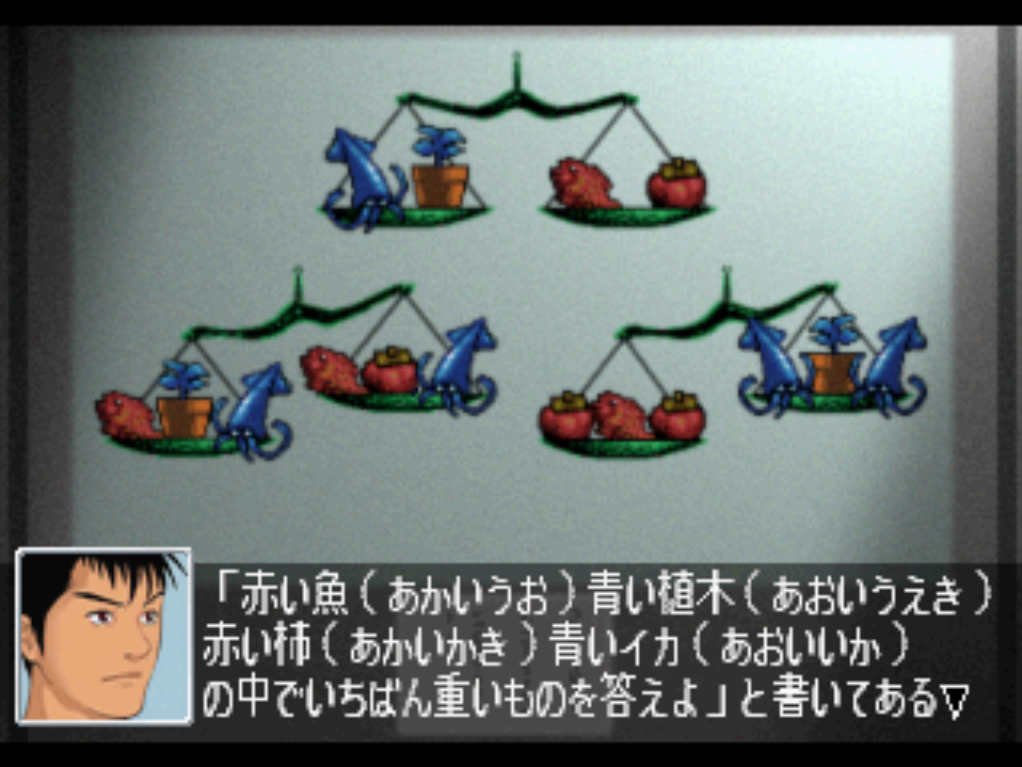 「赤い魚(あかいうお)青い植木(あおいうえき)
赤い柿(あかいかき)青いイカ(あおいいか)
の中でいちばん重いものを答えよ」と書いてある▽